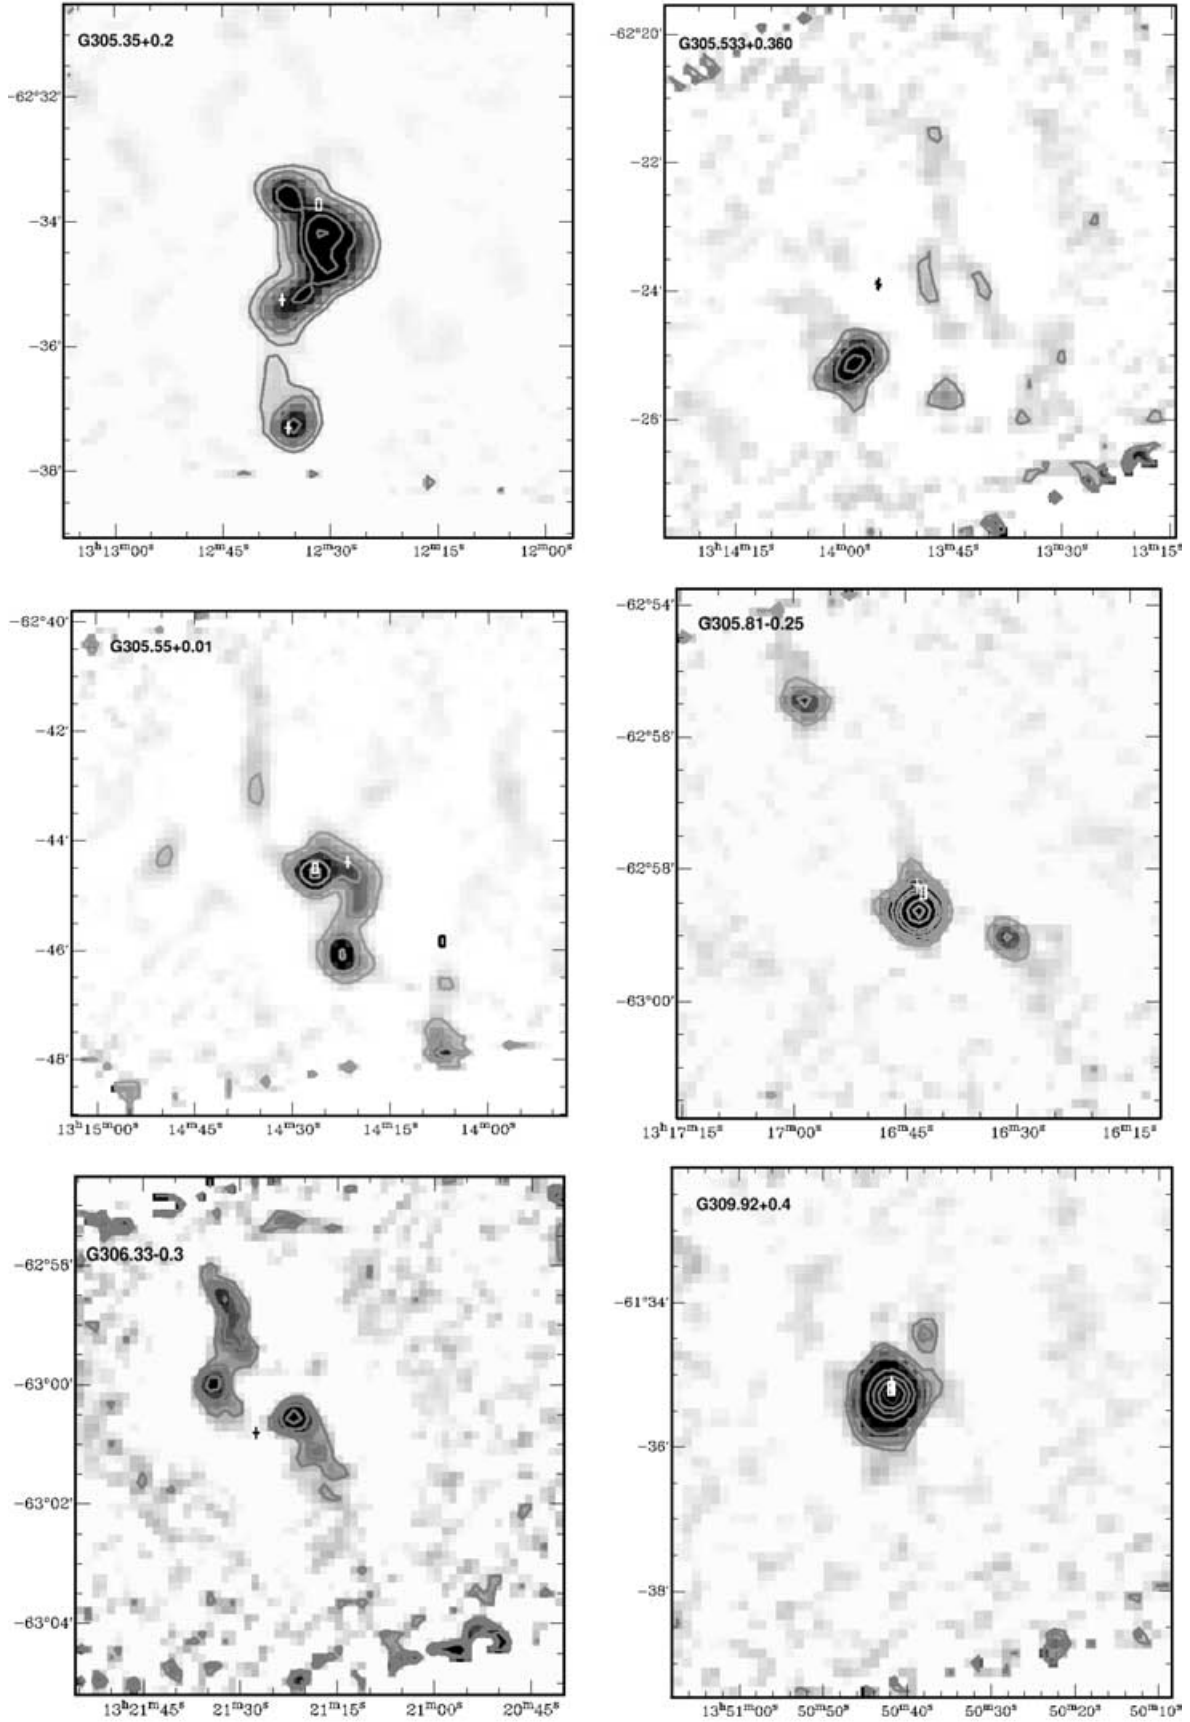 G305.35+0.2
−62°32′
−34′
−36′
−38′
13ʰ13ᵐ00ˢ 12ᵐ45ˢ 12ᵐ30ˢ 12ᵐ15ˢ 12ᵐ00ˢ
G305.533+0.360
−62°20′
−22′
−24′
−26′
13ʰ14ᵐ15ˢ 14ᵐ00ˢ 13ᵐ45ˢ 13ᵐ30ˢ 13ᵐ15ˢ
G305.55+0.01
−62°40′
−42′
−44′
−46′
−48′
13ʰ15ᵐ00ˢ 14ᵐ45ˢ 14ᵐ30ˢ 14ᵐ15ˢ 14ᵐ00ˢ
G305.81-0.25
−62°54′
−62°56′
−62°58′
−63°00′
13ʰ17ᵐ15ˢ 17ᵐ00ˢ 16ᵐ45ˢ 16ᵐ30ˢ 16ᵐ15ˢ
G306.33-0.3
−62°58′
−63°00′
−63°02′
−63°04′
13ʰ21ᵐ45ˢ 21ᵐ30ˢ 21ᵐ15ˢ 21ᵐ00ˢ 20ᵐ45ˢ
G309.92+0.4
−61°34′
−36′
−38′
13ʰ51ᵐ00ˢ 50ᵐ50ˢ 50ᵐ40ˢ 50ᵐ30ˢ 50ᵐ20ˢ 50ᵐ10ˢ